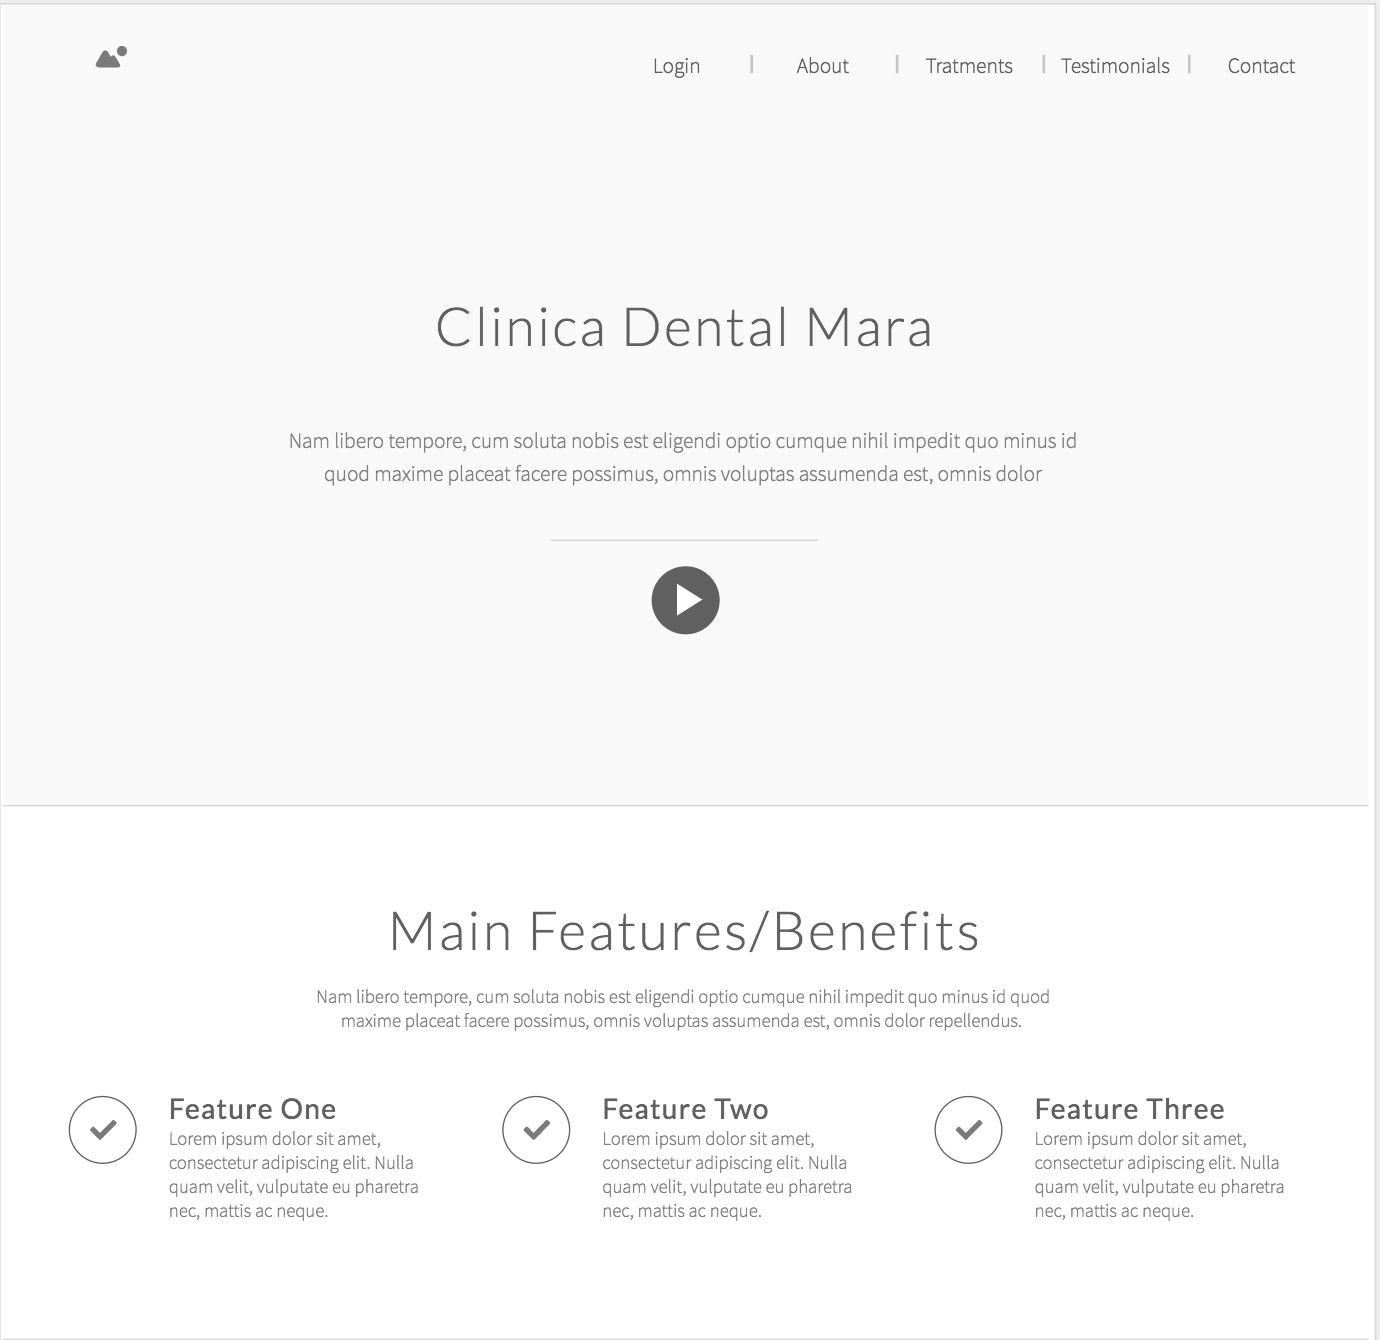 Login | About | Tratments | Testimonials | Contact
Clinica Dental Mara
Nam libero tempore, cum soluta nobis est eligendi optio cumque nihil impedit quo minus id
quod maxime placeat facere possimus, omnis voluptas assumenda est, omnis dolor
Main Features/Benefits
Nam libero tempore, cum soluta nobis est eligendi optio cumque nihil impedit quo minus id quod
maxime placeat facere possimus, omnis voluptas assumenda est, omnis dolor repellendus.
Feature One
Lorem ipsum dolor sit amet,
consectetur adipiscing elit. Nulla
quam velit, vulputate eu pharetra
nec, mattis ac neque.
Feature Two
Lorem ipsum dolor sit amet,
consectetur adipiscing elit. Nulla
quam velit, vulputate eu pharetra
nec, mattis ac neque.
Feature Three
Lorem ipsum dolor sit amet,
consectetur adipiscing elit. Nulla
quam velit, vulputate eu pharetra
nec, mattis ac neque.